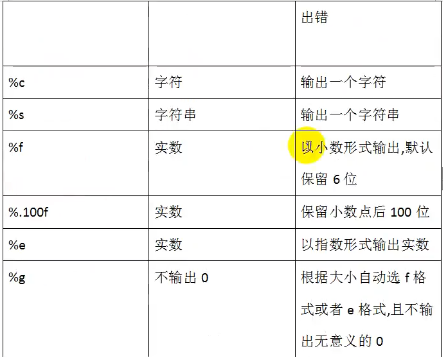 出错
%c 字符 输出一个字符
%s 字符串 输出一个字符串
%f 实数 以小数形式输出,默认
保留 6 位
%.100f 实数 保留小数点后 100 位
%e 实数 以指数形式输出实数
%g 不输出 0 根据大小自动选 f 格
式或者 e 格式,且不输
出无意义的 0